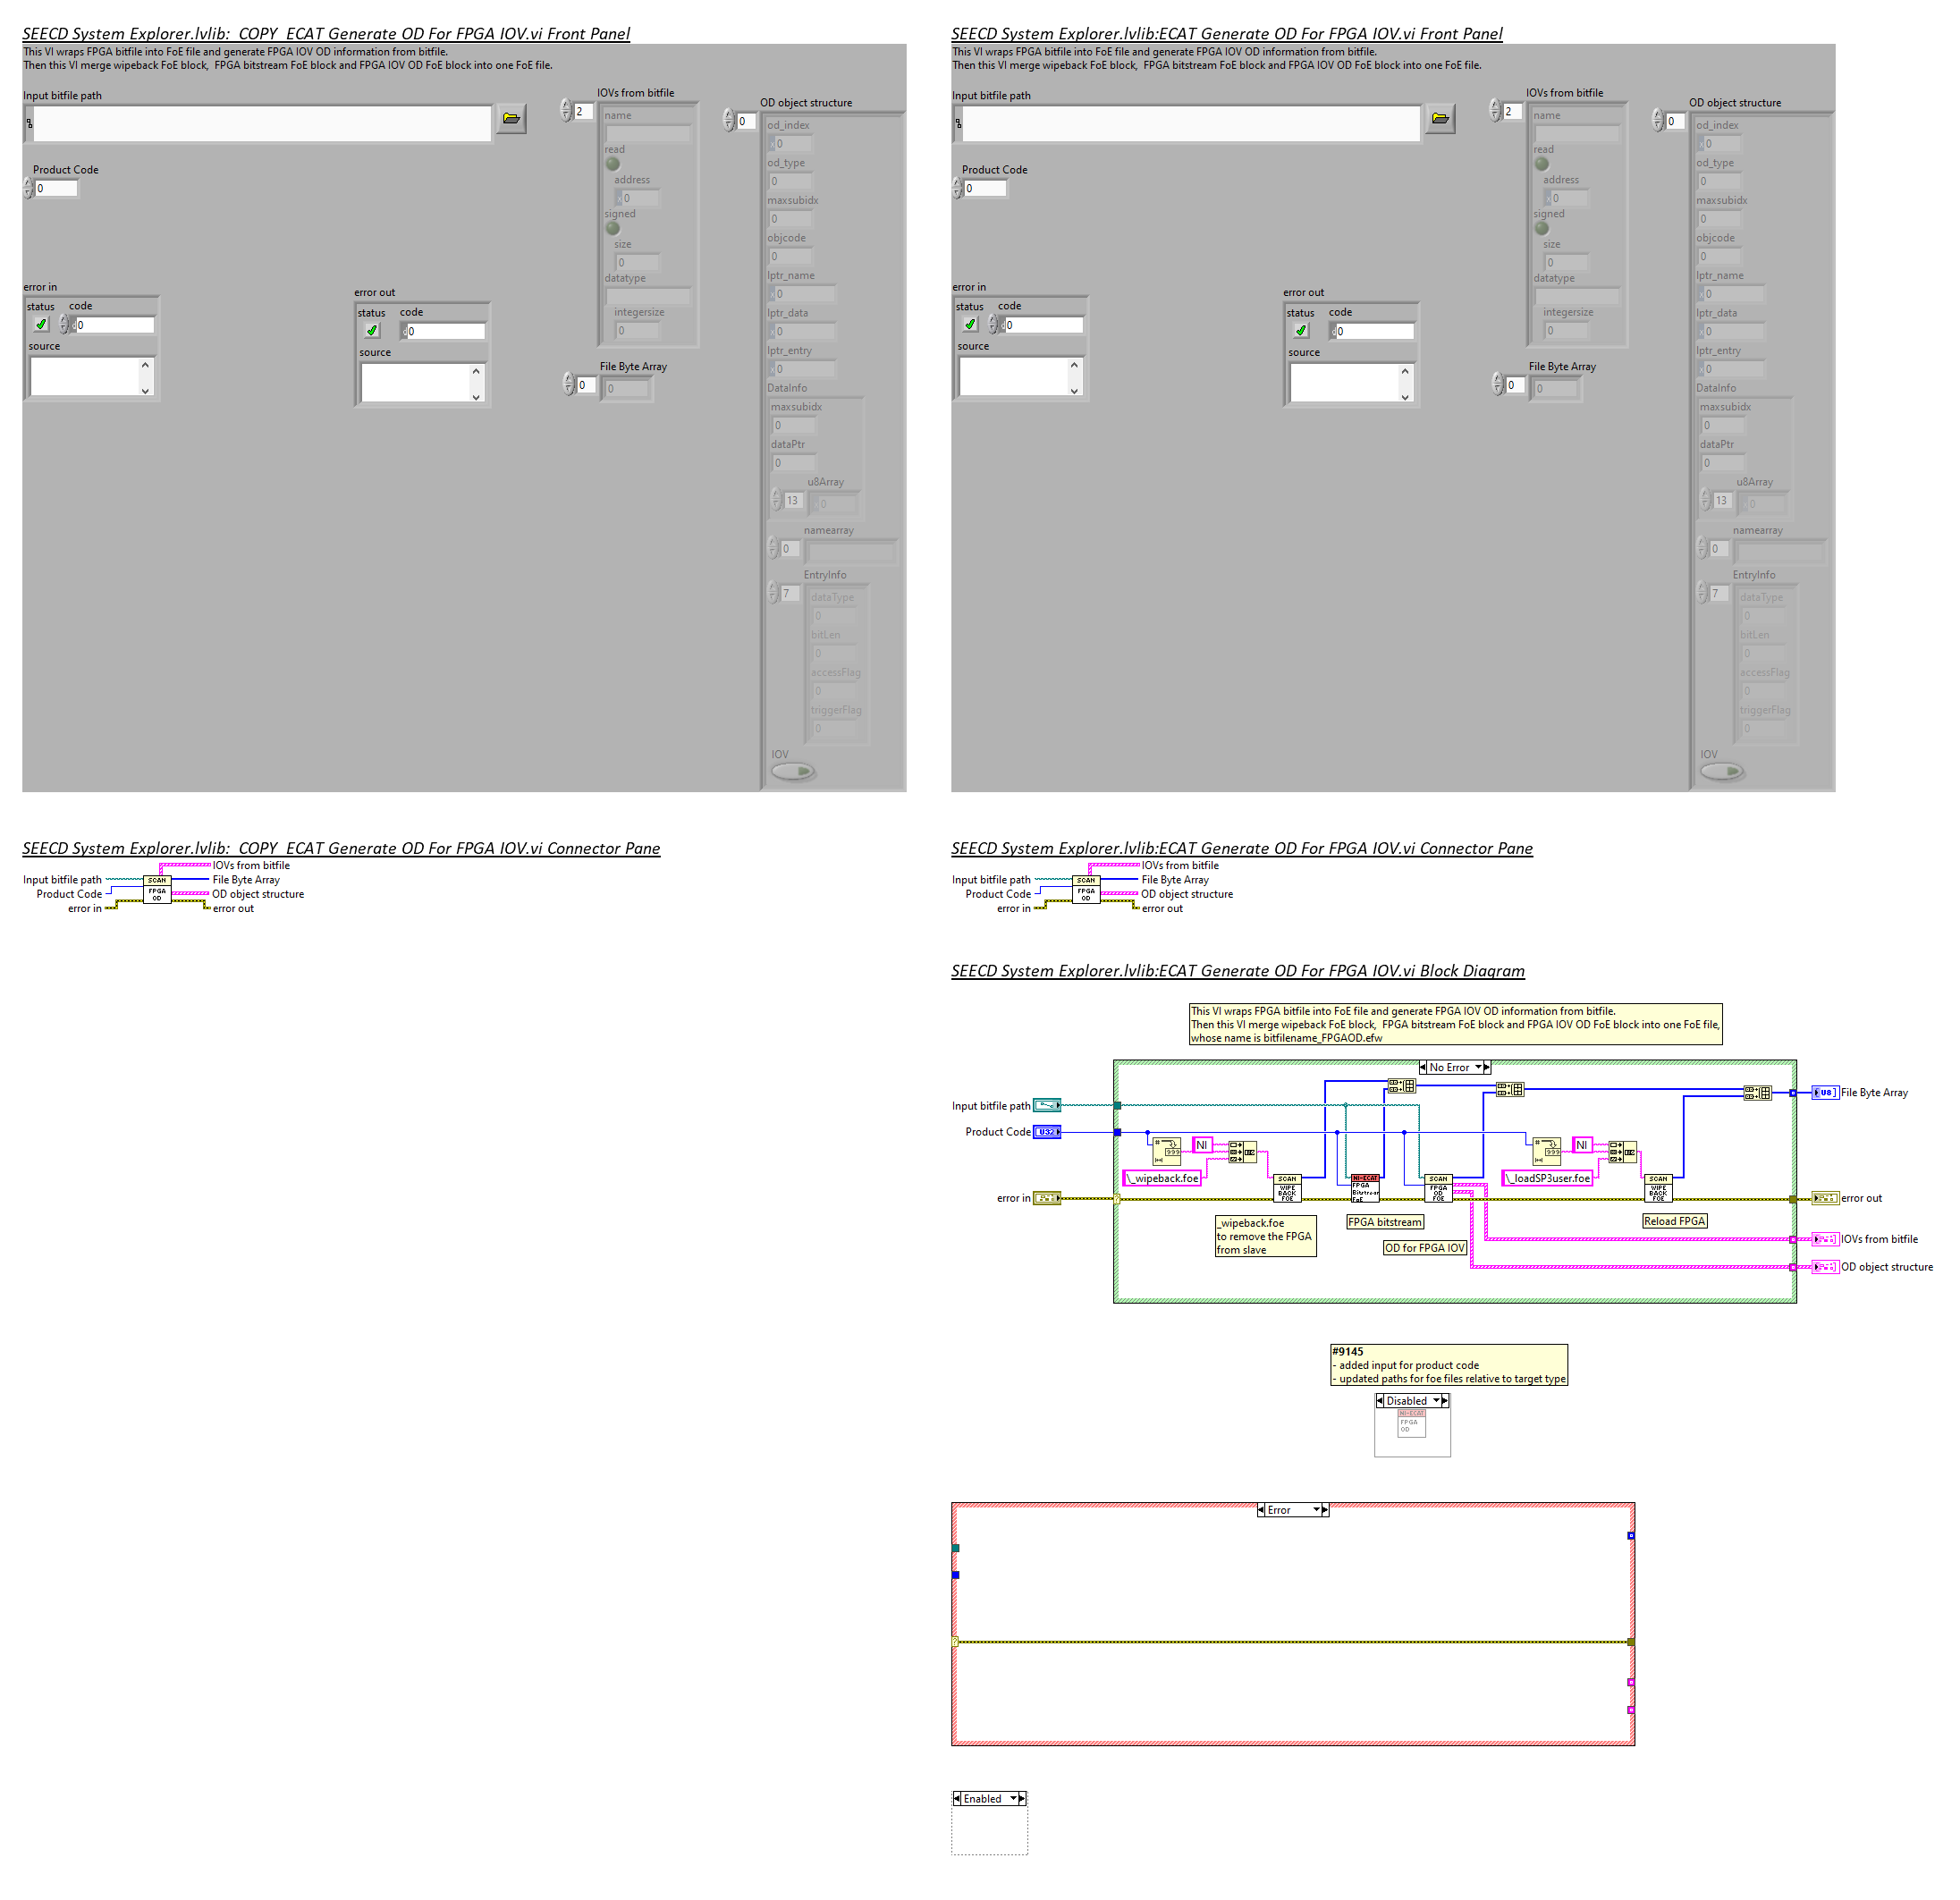 SEECD System Explorer.lvlib:  COPY  ECAT Generate OD For FPGA IOV.vi Front Panel
This VI wraps FPGA bitfile into FoE file and generate FPGA IOV OD information from bitfile.
Then this VI merge wipeback FoE block,  FPGA bitstream FoE block and FPGA IOV OD FoE block into one FoE file.
Input bitfile path
Product Code
0
error in
status code
0
source
error out
status code
0
source
IOVs from bitfile
2
name
read
address
0
signed
size
0
datatype
integersize
0
File Byte Array
0
0
OD object structure
0
od_index
0
od_type
0
maxsubidx
0
objcode
0
lptr_name
0
lptr_data
0
lptr_entry
0
DataInfo
maxsubidx
0
dataPtr
0
u8Array
13
0
namearray
0
EntryInfo
7
dataType
0
bitLen
0
accessFlag
0
triggerFlag
0
IOV
SEECD System Explorer.lvlib:ECAT Generate OD For FPGA IOV.vi Front Panel
This VI wraps FPGA bitfile into FoE file and generate FPGA IOV OD information from bitfile.
Then this VI merge wipeback FoE block,  FPGA bitstream FoE block and FPGA IOV OD FoE block into one FoE file.
Input bitfile path
Product Code
0
error in
status code
0
source
error out
status code
0
source
IOVs from bitfile
2
name
read
address
0
signed
size
0
datatype
integersize
0
File Byte Array
0
0
OD object structure
0
od_index
0
od_type
0
maxsubidx
0
objcode
0
lptr_name
0
lptr_data
0
lptr_entry
0
DataInfo
maxsubidx
0
dataPtr
0
u8Array
13
0
namearray
0
EntryInfo
7
dataType
0
bitLen
0
accessFlag
0
triggerFlag
0
IOV
SEECD System Explorer.lvlib:  COPY  ECAT Generate OD For FPGA IOV.vi Connector Pane
IOVs from bitfile
Input bitfile path
SCAN
File Byte Array
Product Code
FPGA
OD
OD object structure
error in
error out
SEECD System Explorer.lvlib:ECAT Generate OD For FPGA IOV.vi Connector Pane
IOVs from bitfile
Input bitfile path
SCAN
File Byte Array
Product Code
FPGA
OD
OD object structure
error in
error out
SEECD System Explorer.lvlib:ECAT Generate OD For FPGA IOV.vi Block Diagram
This VI wraps FPGA bitfile into FoE file and generate FPGA IOV OD information from bitfile.
Then this VI merge wipeback FoE block,  FPGA bitstream FoE block and FPGA IOV OD FoE block into one FoE file,
whose name is bitfilename_FPGAOD.efw
No Error
Input bitfile path
U8
File Byte Array
Product Code
U32
NI
NI
\_wipeback.foe
\_loadSP3user.foe
SCAN
WIPE
BACK
FOE
NI-ECAT
FPGA
Bitstream
FoE
SCAN
FPGA
OD
FOE
SCAN
WIPE
BACK
FOE
error in
error out
_wipeback.foe
to remove the FPGA
from slave
FPGA bitstream
OD for FPGA IOV
Reload FPGA
IOVs from bitfile
OD object structure
#9145
- added input for product code
- updated paths for foe files relative to target type
Disabled
NI-ECAT
FPGA
OD
Error
Enabled